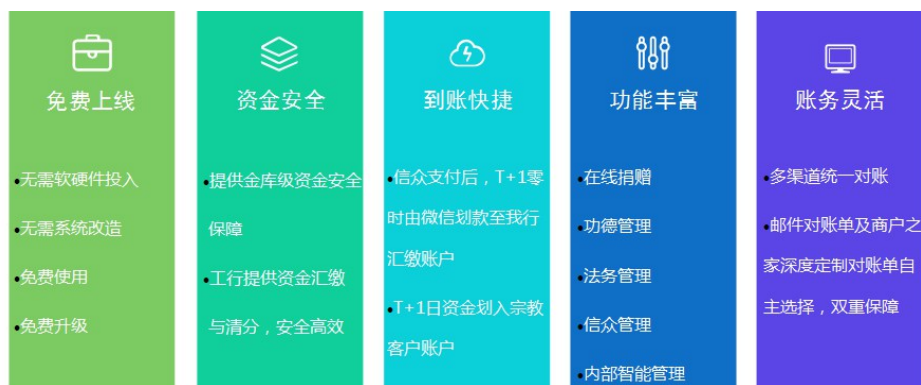 免费上线
•无需软硬件投入
•无需系统改造
•免费使用
•免费升级
资金安全
•提供金库级资金安全
保障
•工行提供资金汇缴
与清分，安全高效
到账快捷
•信众支付后，T+1零
时由微信划款至我行
汇缴账户
•T+1日资金划入宗教
客户账户
功能丰富
•在线捐赠
•功德管理
•法务管理
•信众管理
•内部智能管理
账务灵活
•多渠道统一对账
•邮件对账单及商户之
家深度定制对账单自
主选择，双重保障